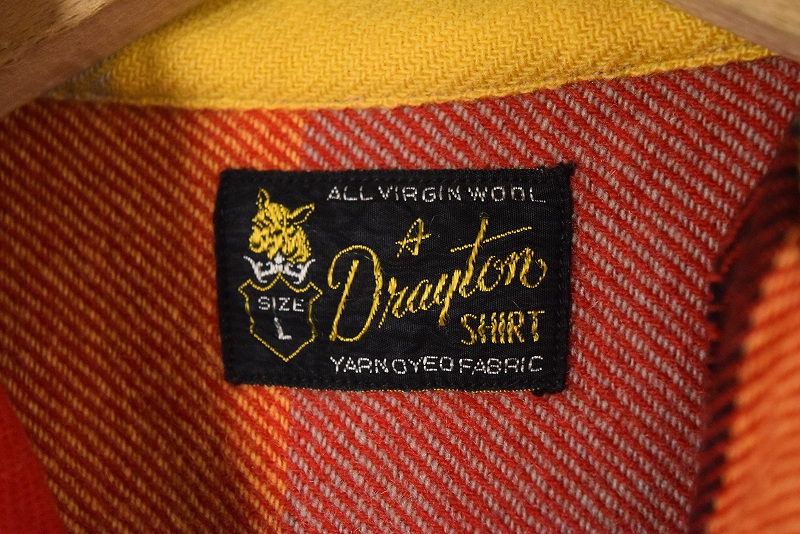 ALL VIRGIN WOOL
A
Drayton
SHIRT
SIZE
L
YARN DYED FABRIC